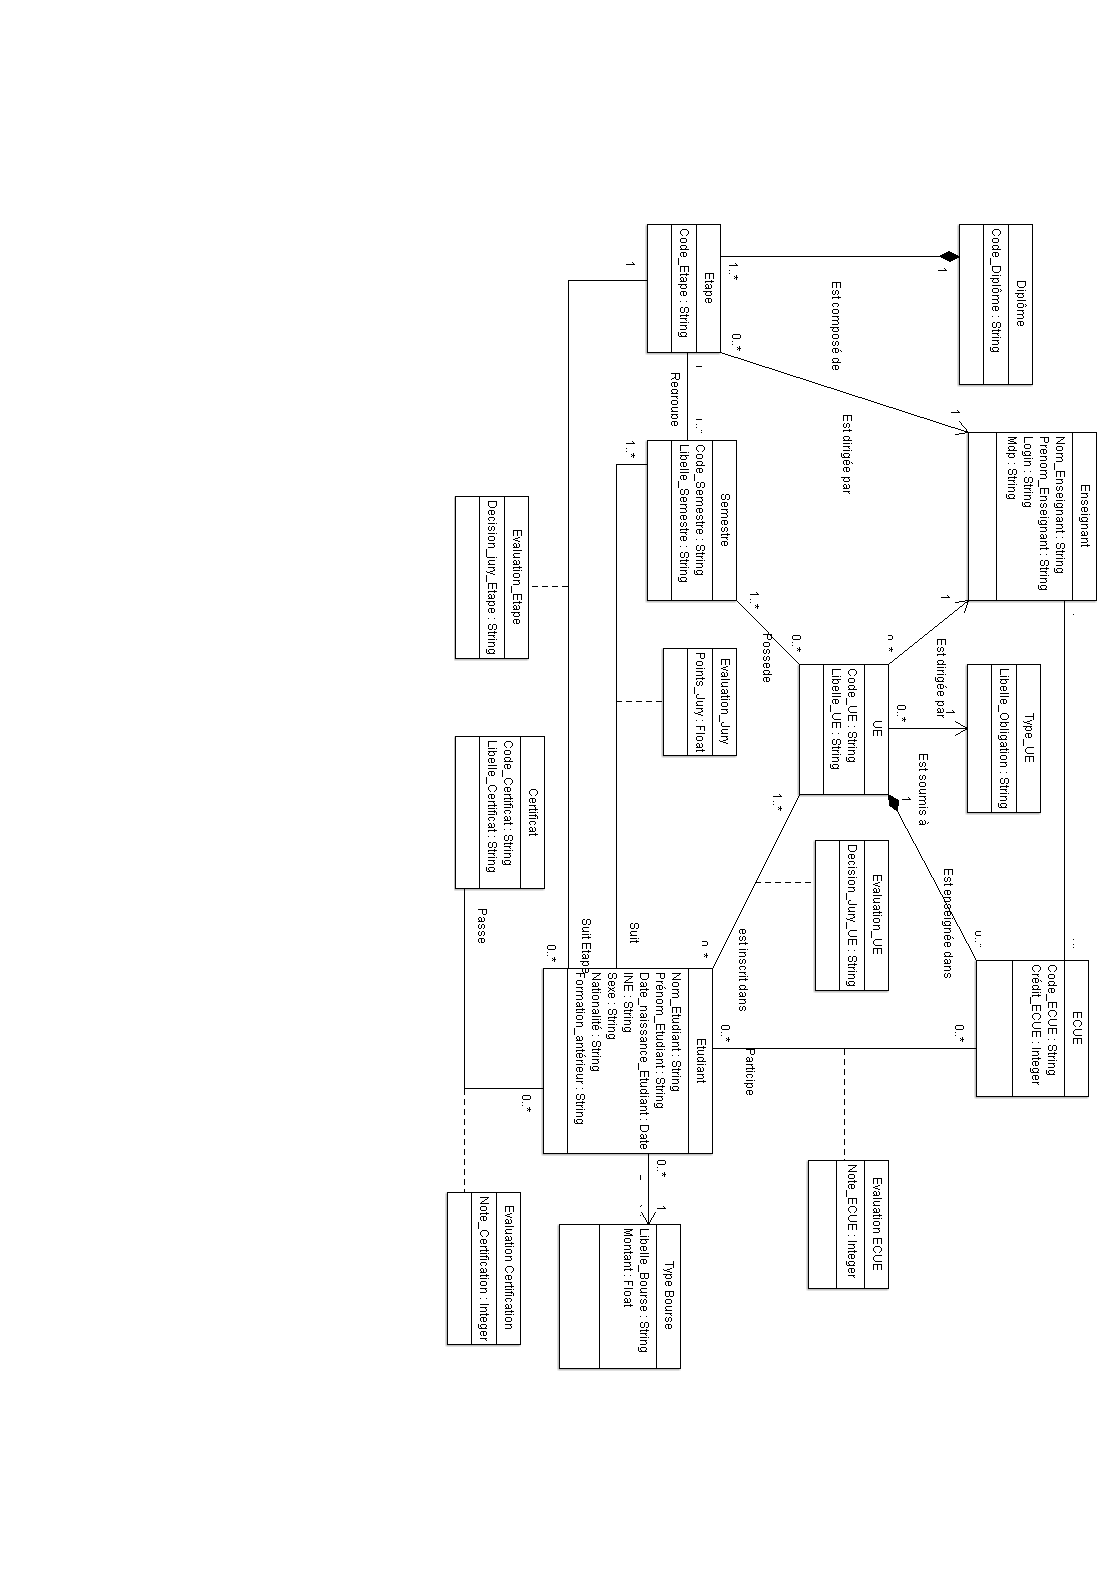 Diplôme
Code_Diplôme : String
1
Est composé de
1..*
Etape
Code_Etape : String
1
0..*
Est dirigée par
1
Enseignant
Nom_Enseignant : String
Prenom_Enseignant : String
Login : String
Mdp : String
Regroupe
Semestre
Code_Semestre : String
Libelle_Semestre : String
1..*
1..*
Possede
0..*
1
Est dirigée par
UE
Code_UE : String
Libelle_UE : String
Type_UE
Libelle_Obligation : String
1
0..*
Est soumis à
1
Est enseignée dans
ECUE
Code_ECUE : String
Crédit_ECUE : Integer
0..*
Evaluation_Etape
Decision_jury_Etape : String
Evaluation_Jury
Points_Jury : Float
Evaluation_UE
Decision_Jury_UE : String
1..*
est inscrit dans
Certificat
Code_Certificat : String
Libelle_Certificat : String
Passe
Suit Etape
0..*
Suit
Etudiant
Nom_Etudiant : String
Prénom_Etudiant : String
Date_naissance_Etudiant : Date
INE : String
Sexe : String
Nationalité : String
Formation_antérieur : String
0..*
Participe
0..*
0..*
1
Evaluation ECUE
Note_ECUE : Integer
Type Bourse
Libelle_Bourse : String
Montant : Float
Evaluation Certification
Note_Certification : Integer